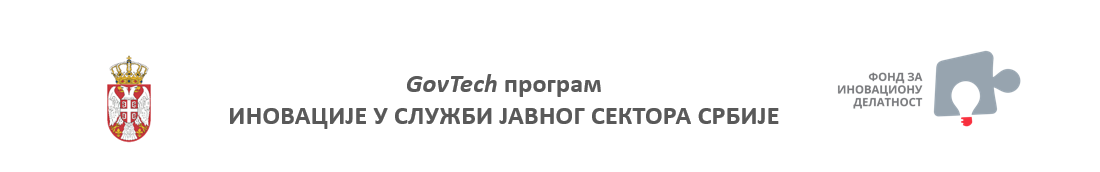 GovTech програм
ИНОВАЦИЈЕ У СЛУЖБИ ЈАВНОГ СЕКТОРА СРБИЈЕ
ФОНД ЗА
ИНОВАЦИОНУ
ДЕЛАТНОСТ